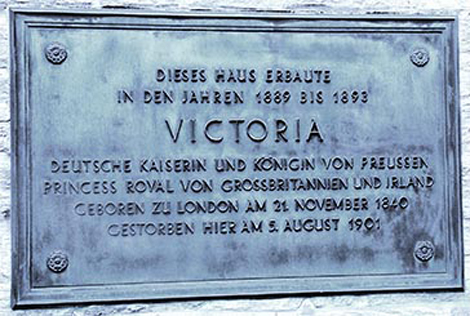 DIESES HAUS ERBAUTE
IN DEN JAHREN 1889 BIS 1893
VICTORIA
DEUTSCHE KAISERIN UND KÖNIGIN VON PREUSSEN
PRINCESS ROYAL VON GROSSBRITANNIEN UND IRLAND
GEBOREN ZU LONDON AM 21. NOVEMBER 1840
GESTORBEN HIER AM 5. AUGUST 1901